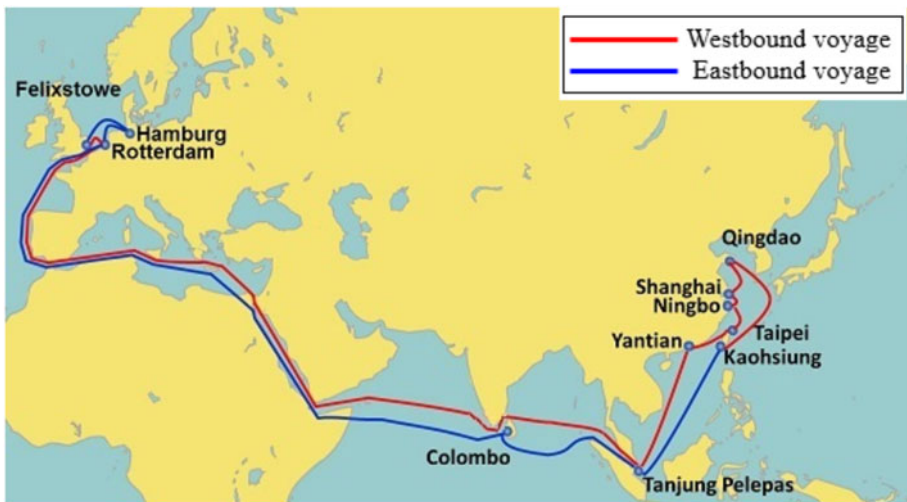 Westbound voyage
Eastbound voyage
Felixstowe
Hamburg
Rotterdam
Qingdao
Shanghai
Ningbo
Taipei
Yantian
Kaohsiung
Colombo
Tanjung Pelepas